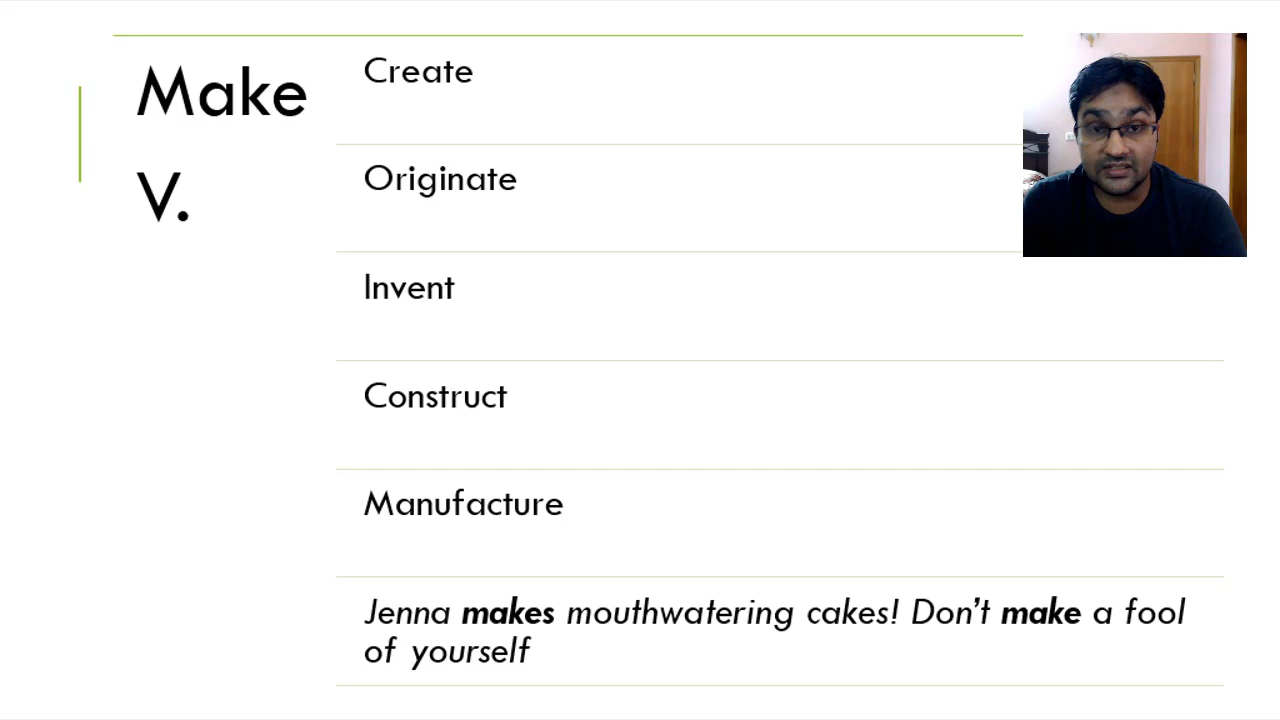 Make
V.
Create
Originate
Invent
Construct
Manufacture
Jenna makes mouthwatering cakes! Don’t make a fool
of yourself